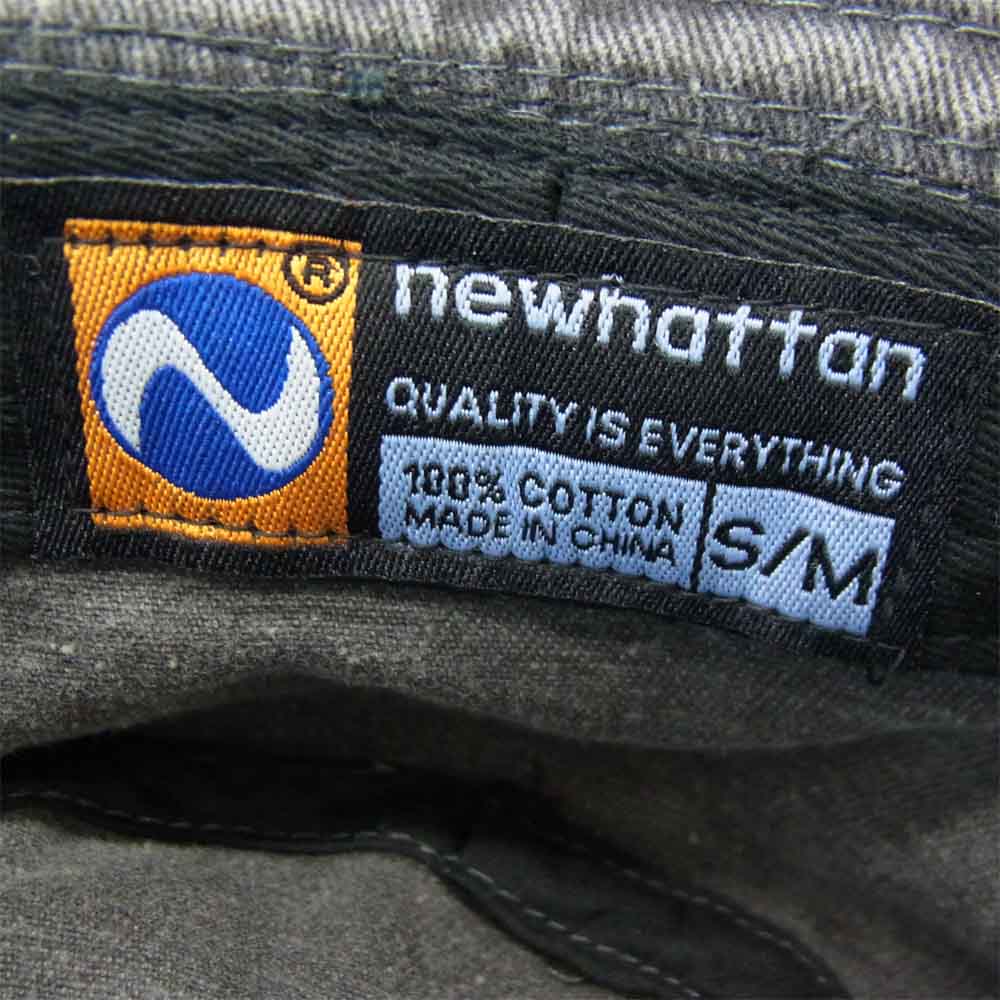 ®
newhattan
QUALITY IS EVERYTHING
100% COTTON
MADE IN CHINA
S/M